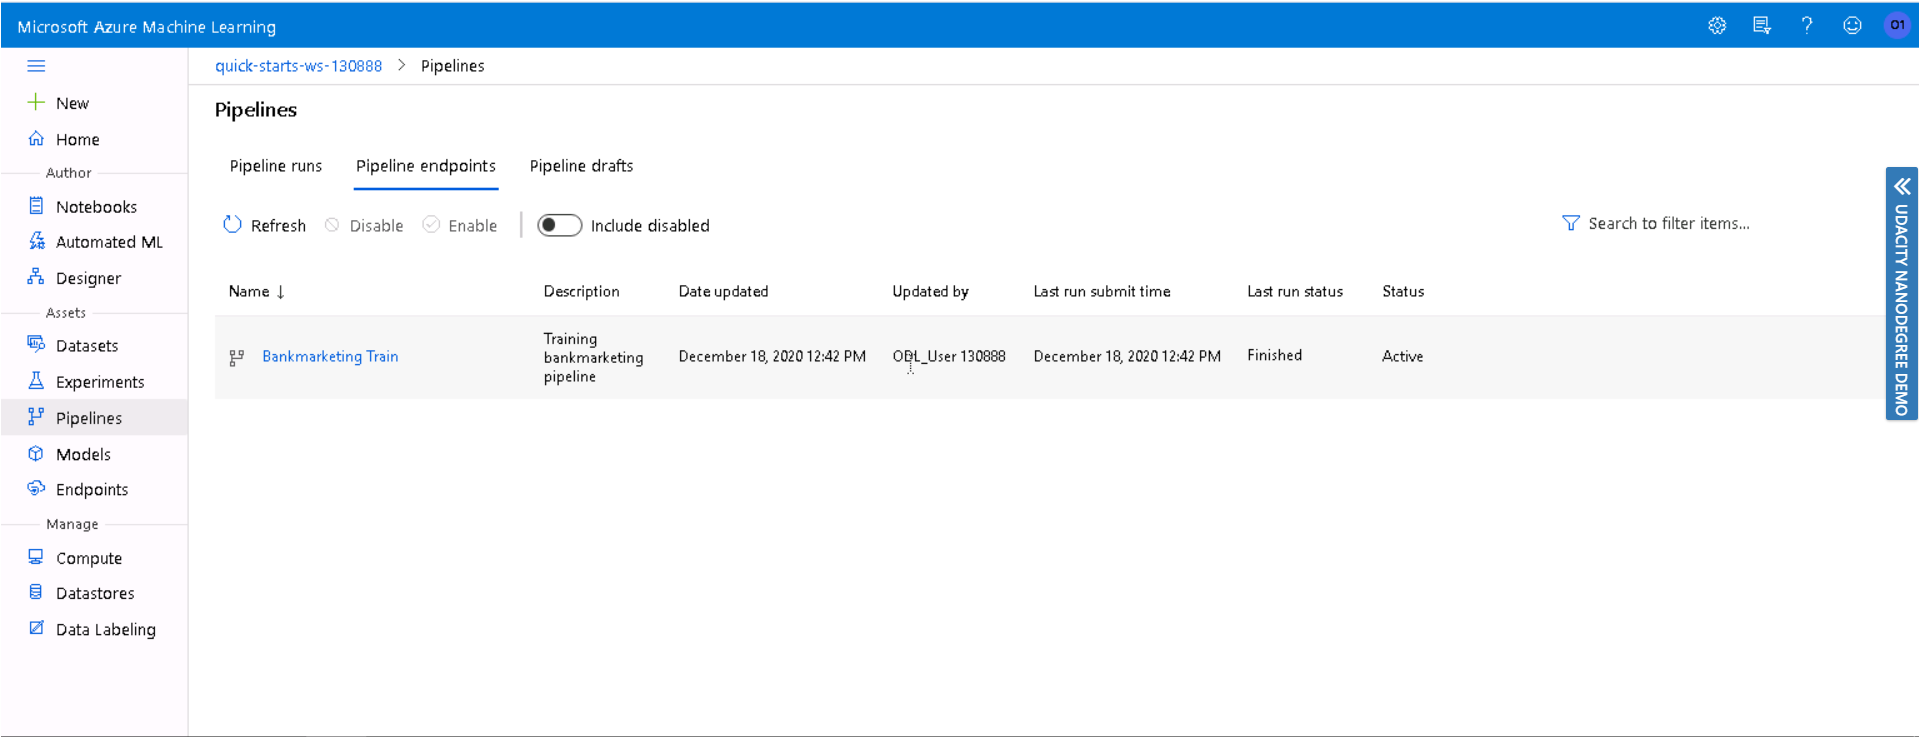 Microsoft Azure Machine Learning
O1
quick-starts-ws-130888 > Pipelines
New
Home
Author
Notebooks
Automated ML
Designer
Assets
Datasets
Experiments
Pipelines
Models
Endpoints
Manage
Compute
Datastores
Data Labeling
Pipelines
Pipeline runs Pipeline endpoints Pipeline drafts
Refresh Disable Enable Include disabled Search to filter items...
Name ↓ Description Date updated Updated by Last run submit time Last run status Status
Bankmarketing Train
Training
bankmarketing
pipeline
December 18, 2020 12:42 PM ODL_User 130888 December 18, 2020 12:42 PM Finished Active
UDACITY NANODEGREE DEMO